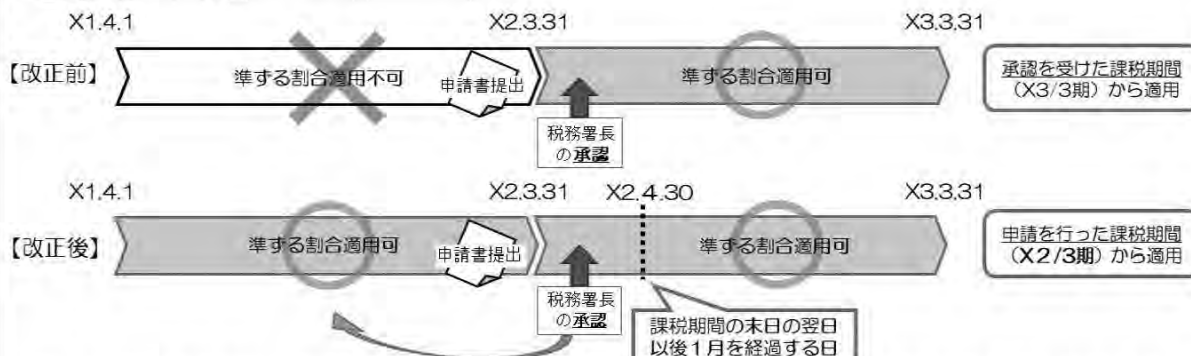 X1.4.1
X2.3.31
X3.3.31
【改正前】
準ずる割合適用不可
申請書提出
準ずる割合適用可
承認を受けた課税期間
(X3/3期)から適用
税務署長
の承認
X1.4.1
X2.3.31
X2.4.30
X3.3.31
【改正後】
準ずる割合適用可
申請書提出
準ずる割合適用可
申請を行った課税期間
(X2/3期)から適用
税務署長
の承認
課税期間の末日の翌日
以後1月を経過する日